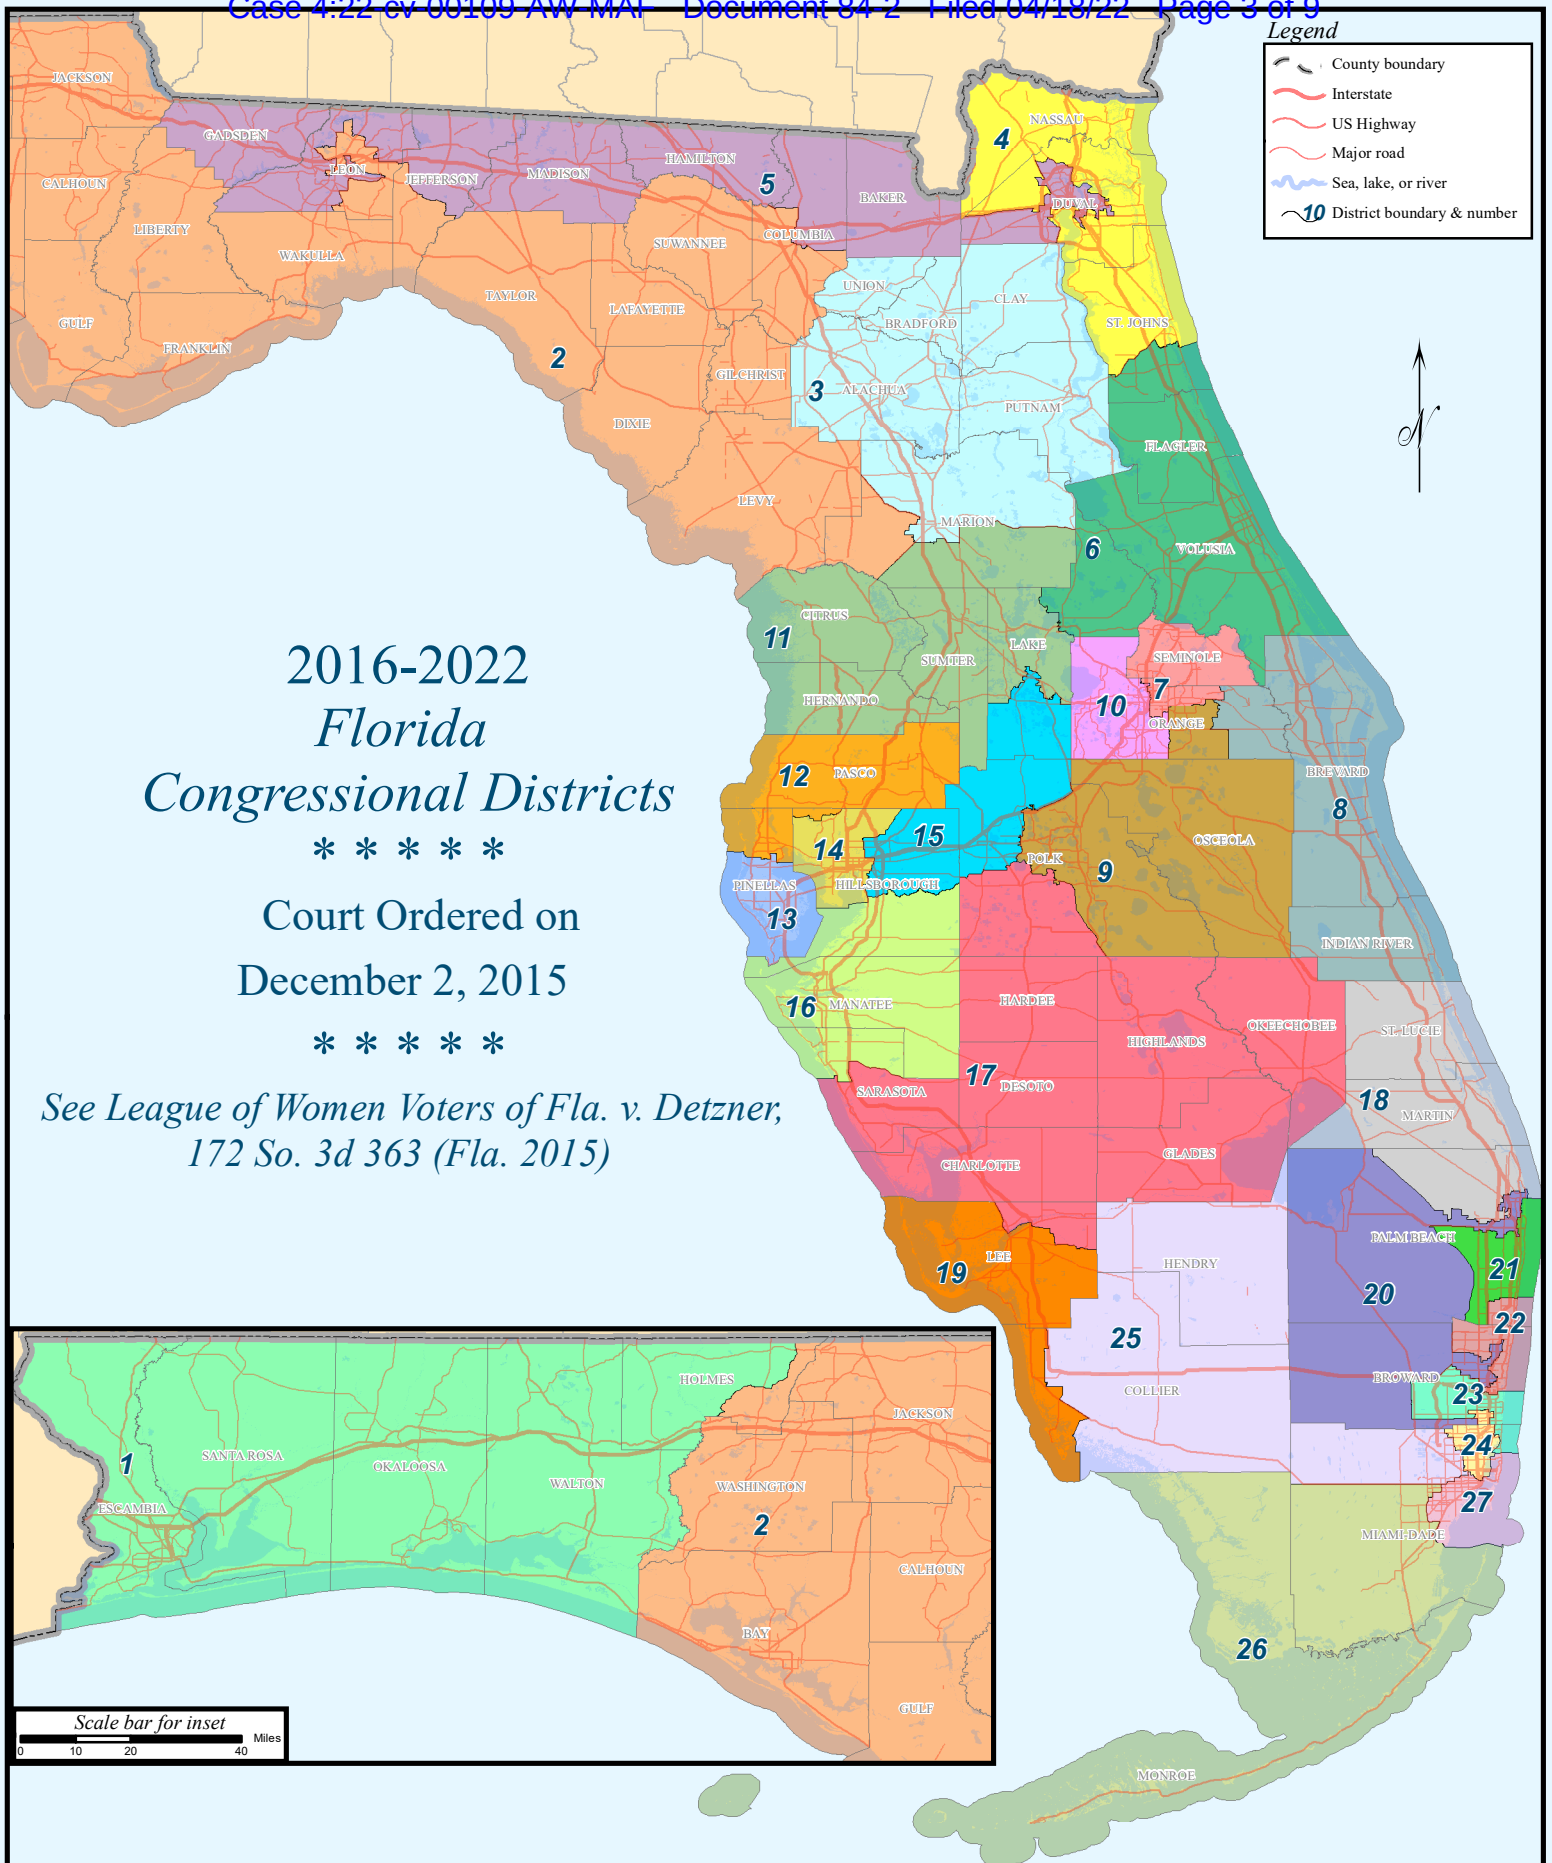 Case 4:22-cv-00109-AW-MAF Document 84-2 Filed 04/18/22 Page 3 of 9
Legend
County boundary
Interstate
US Highway
Major road
Sea, lake, or river
10 District boundary & number
N
JACKSON
GADSDEN
LEON
JEFFERSON
MADISON
HAMILTON
5
BAKER
NASSAU
4
DUVAL
CALHOUN
LIBERTY
WAKULLA
TAYLOR
SUWANNEE
COLUMBIA
LAFAYETTE
UNION
BRADFORD
CLAY
ST. JOHNS
GULF
FRANKLIN
2
GILCHRIST
3
ALACHUA
PUTNAM
DIXIE
FLAGLER
LEVY
MARION
6
VOLUSIA
CITRUS
11
SUMTER
LAKE
SEMINOLE
7
10
ORANGE
HERNANDO
12
PASCO
BREVARD
8
14
15
OSCEOLA
POLK
9
PINELLAS
HILLSBOROUGH
13
INDIAN RIVER
16
MANATEE
HARDEE
OKEECHOBEE
ST. LUCIE
HIGHLANDS
17
DESOTO
SARASOTA
18
MARTIN
CHARLOTTE
GLADES
PALM BEACH
19
LEE
HENDRY
20
21
22
25
COLLIER
BROWARD
23
24
27
MIAMI-DADE
26
MONROE
2016-2022
Florida
Congressional Districts
* * * * *
Court Ordered on
December 2, 2015
* * * * *
See League of Women Voters of Fla. v. Detzner,
172 So. 3d 363 (Fla. 2015)
HOLMES
JACKSON
1
SANTA ROSA
OKALOOSA
WALTON
WASHINGTON
ESCAMBIA
2
CALHOUN
BAY
GULF
Scale bar for inset
Miles
0 10 20 40